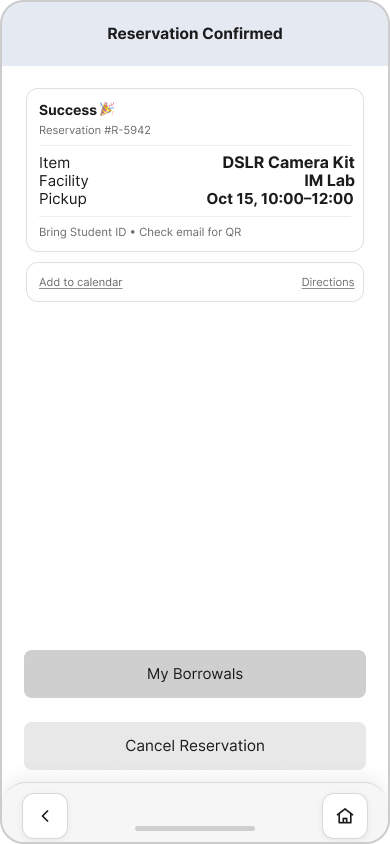 Reservation Confirmed
Success 🎉
Reservation #R-5942
Item DSLR Camera Kit
Facility IM Lab
Pickup Oct 15, 10:00–12:00
Bring Student ID • Check email for QR
Add to calendar Directions
My Borrowals
Cancel Reservation